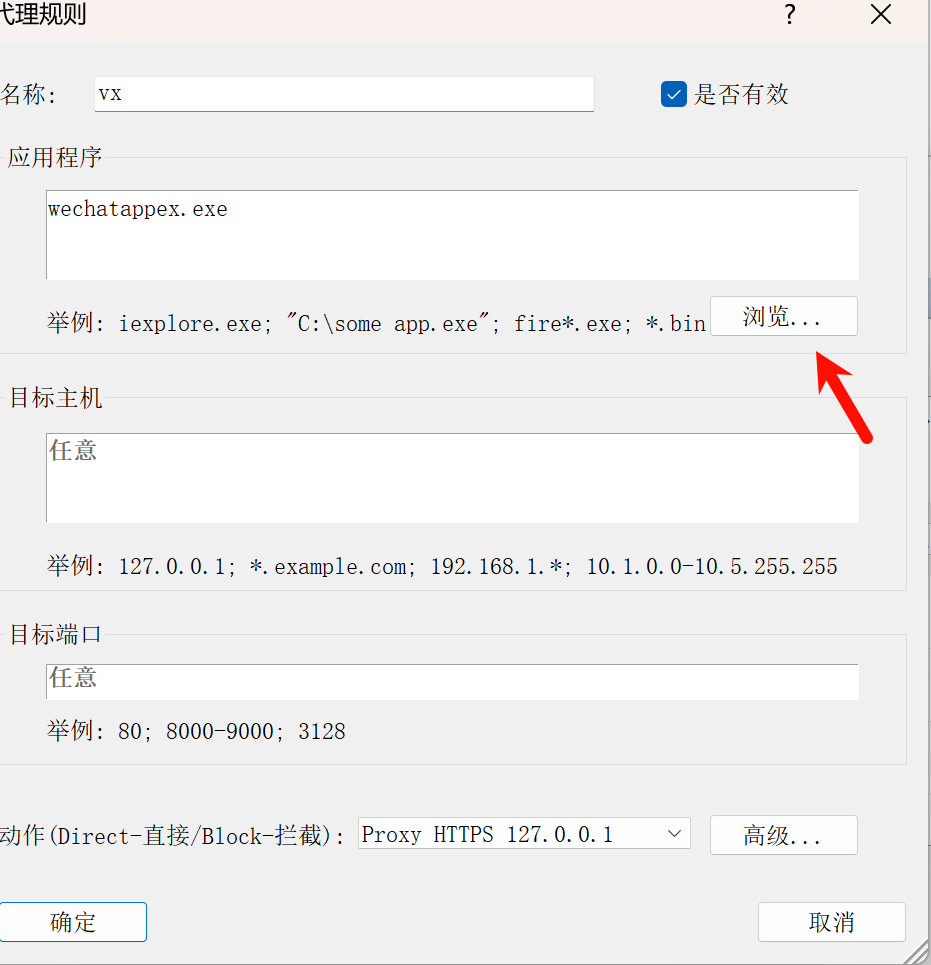 代理规则
名称:
vx
是否有效
应用程序
wechatappex.exe
举例: iexplore.exe; "C:\some app.exe"; fire*.exe; *.bin
浏览...
目标主机
任意
举例: 127.0.0.1; *.example.com; 192.168.1.*; 10.1.0.0-10.5.255.255
目标端口
任意
举例: 80; 8000-9000; 3128
动作(Direct-直接/Block-拦截):
Proxy HTTPS 127.0.0.1
高级...
确定
取消